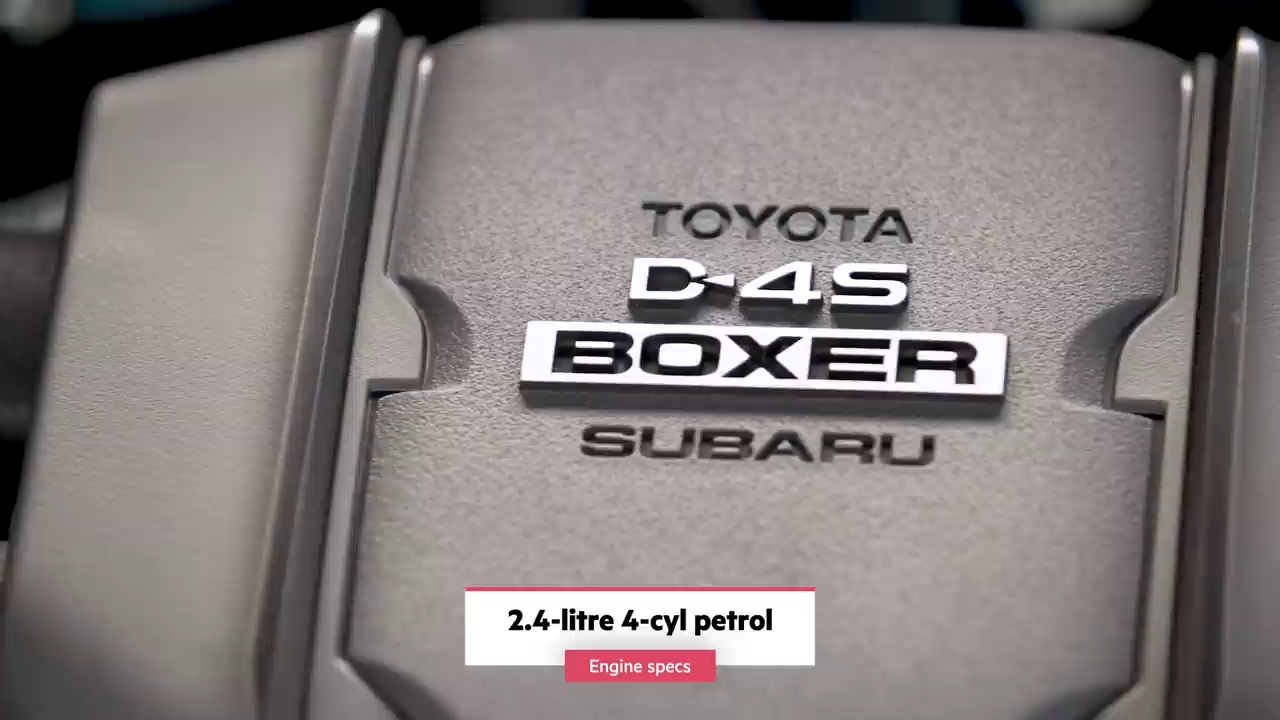 TOYOTA
D-4S
BOXER
SUBARU
2.4-litre 4-cyl petrol
Engine specs